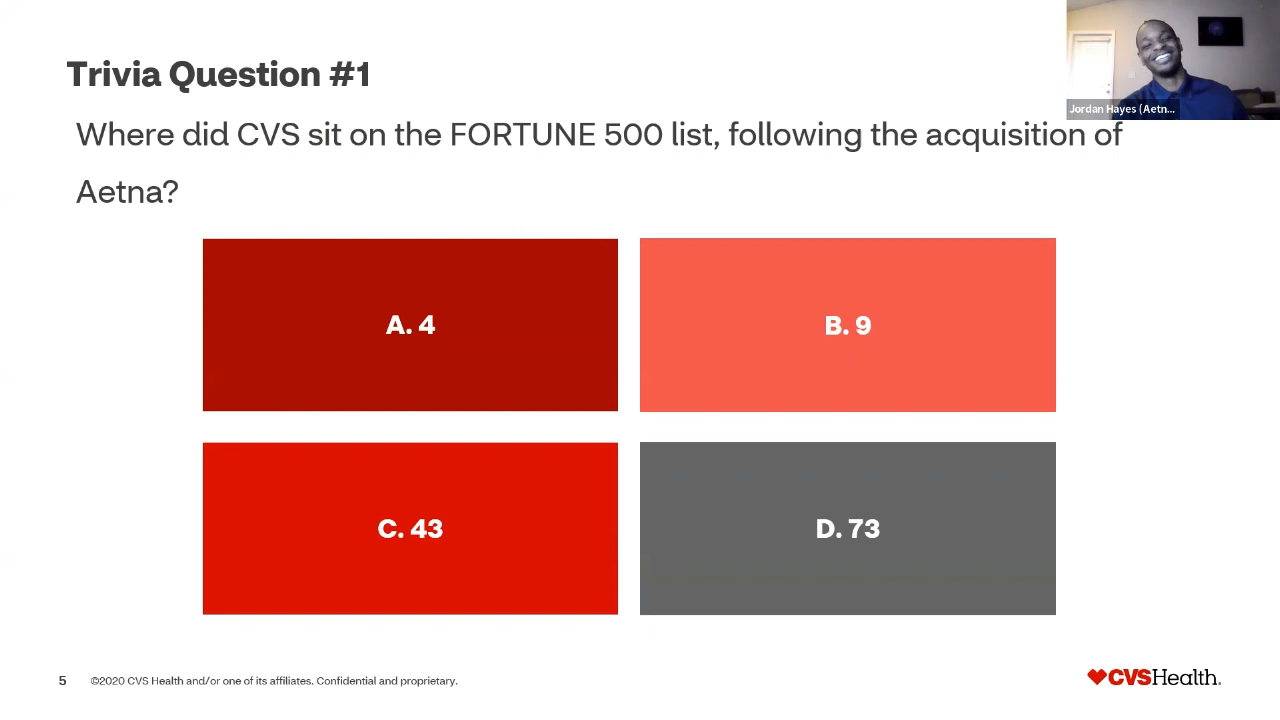 Trivia Question #1
Jordan Hayes (Aetn...
Where did CVS sit on the FORTUNE 500 list, following the acquisition of
Aetna?
A. 4
B. 9
C. 43
D. 73
5
©2020 CVS Health and/or one of its affiliates. Confidential and proprietary.
CVSHealth.